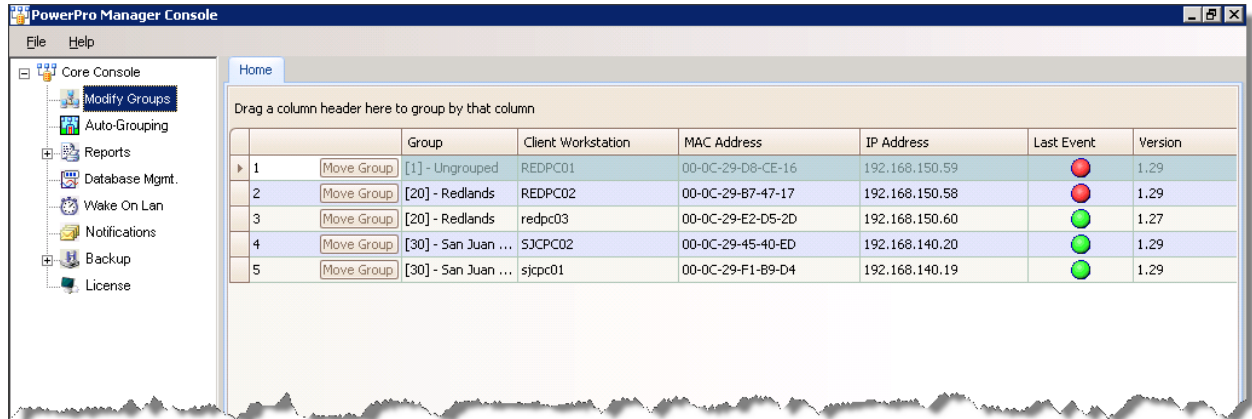 PowerPro Manager Console
File Help
Core Console
Modify Groups
Auto-Grouping
Reports
Database Mgmt.
Wake On Lan
Notifications
Backup
License
Home
Drag a column header here to group by that column
Group Client Workstation MAC Address IP Address Last Event Version
1 Move Group [1] - Ungrouped REDPC01 00-0C-29-D8-CE-16 192.168.150.59 1.29
2 Move Group [20] - Redlands REDPC02 00-0C-29-B7-47-17 192.168.150.58 1.29
3 Move Group [20] - Redlands redpc03 00-0C-29-E2-D5-2D 192.168.150.60 1.27
4 Move Group [30] - San Juan ... SJCPC02 00-0C-29-45-40-ED 192.168.140.20 1.29
5 Move Group [30] - San Juan ... sjcpc01 00-0C-29-F1-B9-D4 192.168.140.19 1.29